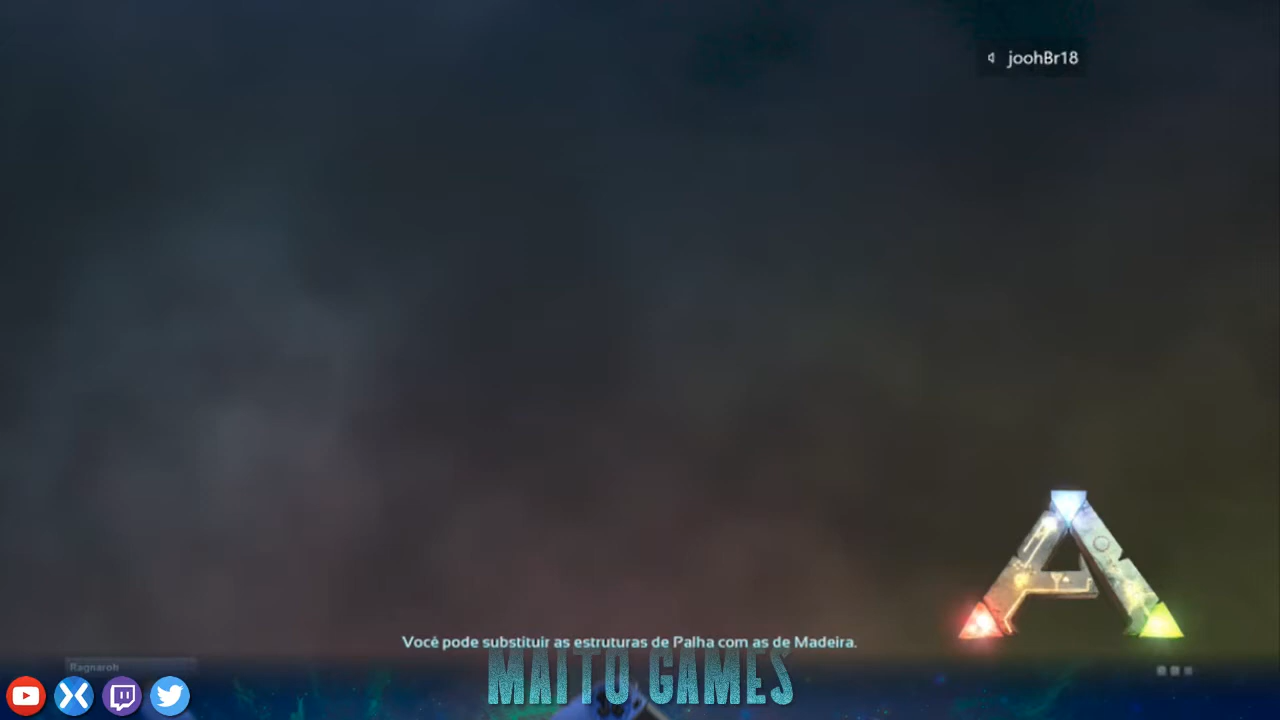 joohBr18
Você pode substituir as estruturas de Palha com as de Madeira.
Ragnarok
MAITO GAMES